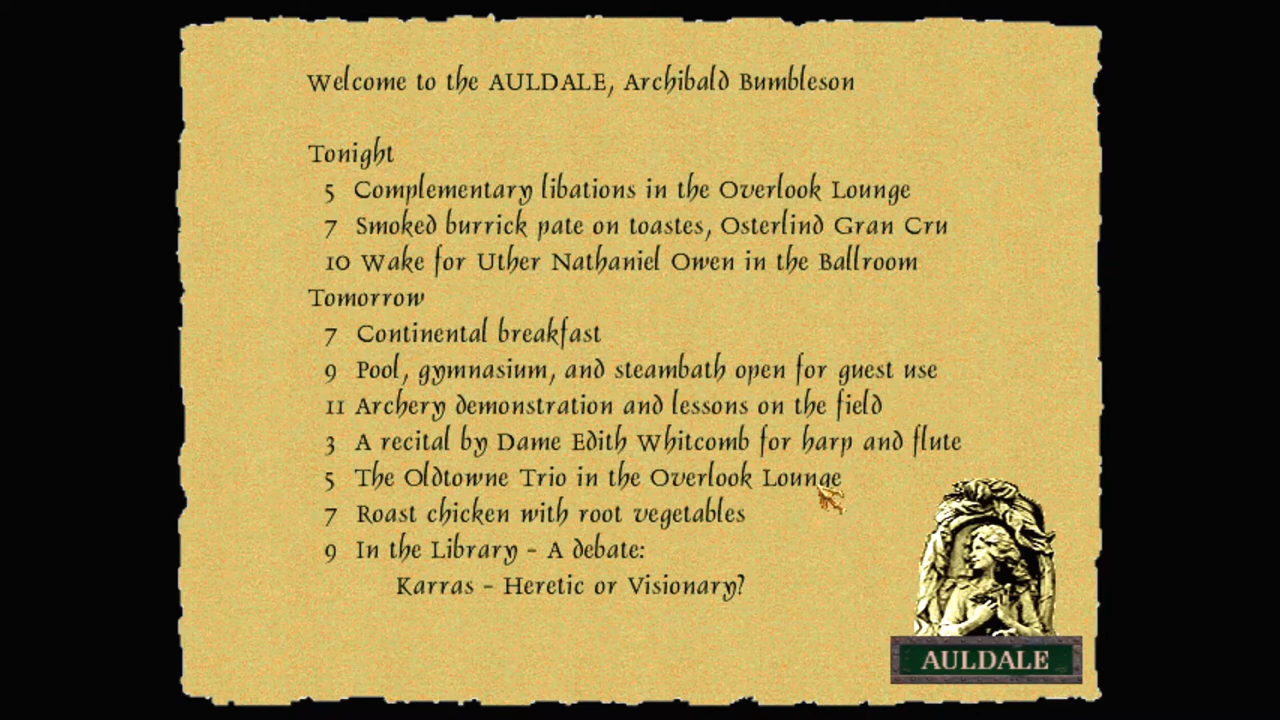 Welcome to the AULDALE, Archibald Bumbleson
Tonight
5 Complementary libations in the Overlook Lounge
7 Smoked burrick pate on toastes, Osterlind Gran Cru
10 Wake for Uther Nathaniel Owen in the Ballroom
Tomorrow
7 Continental breakfast
9 Pool, gymnasium, and steambath open for guest use
11 Archery demonstration and lessons on the field
3 A recital by Dame Edith Whitcomb for harp and flute
5 The Oldtowne Trio in the Overlook Lounge
7 Roast chicken with root vegetables
9 In the Library - A debate:
Karras - Heretic or Visionary?
AULDALE